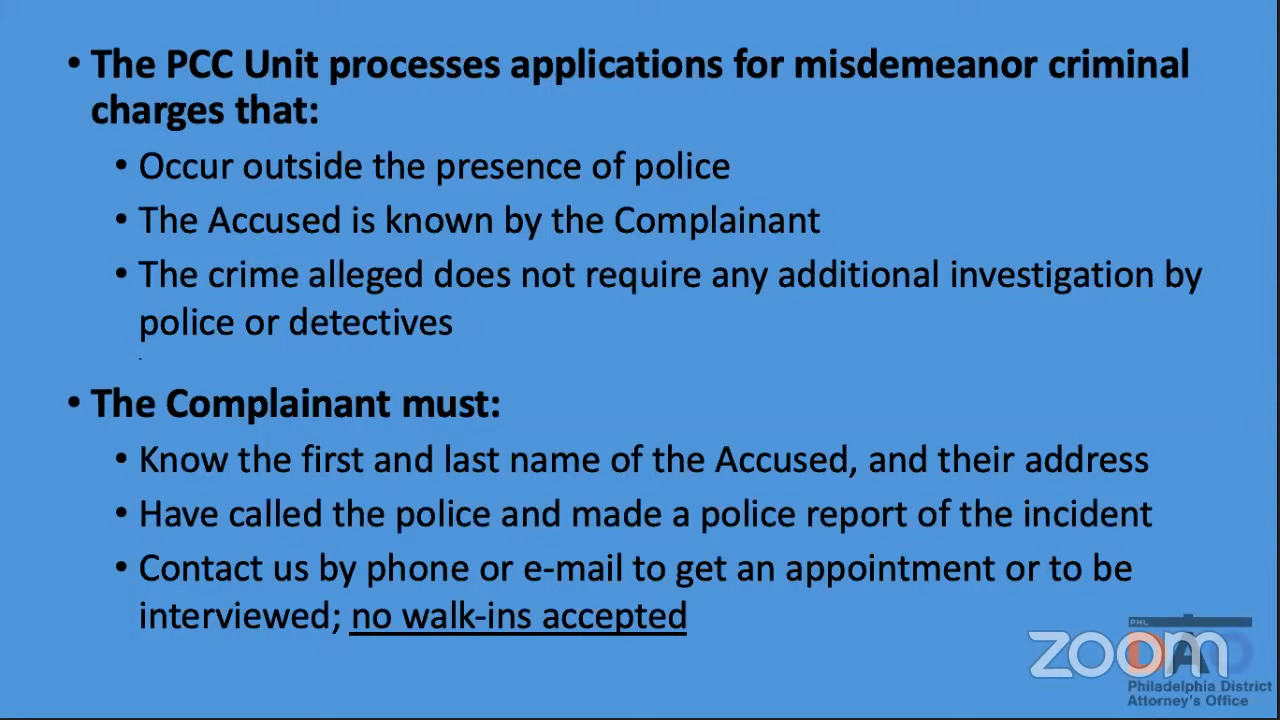 • The PCC Unit processes applications for misdemeanor criminal
charges that:
• Occur outside the presence of police
• The Accused is known by the Complainant
• The crime alleged does not require any additional investigation by
police or detectives
• The Complainant must:
• Know the first and last name of the Accused, and their address
• Have called the police and made a police report of the incident
• Contact us by phone or e-mail to get an appointment or to be
interviewed; no walk-ins accepted
PHL
DAO
zoom
Philadelphia District
Attorney's Office